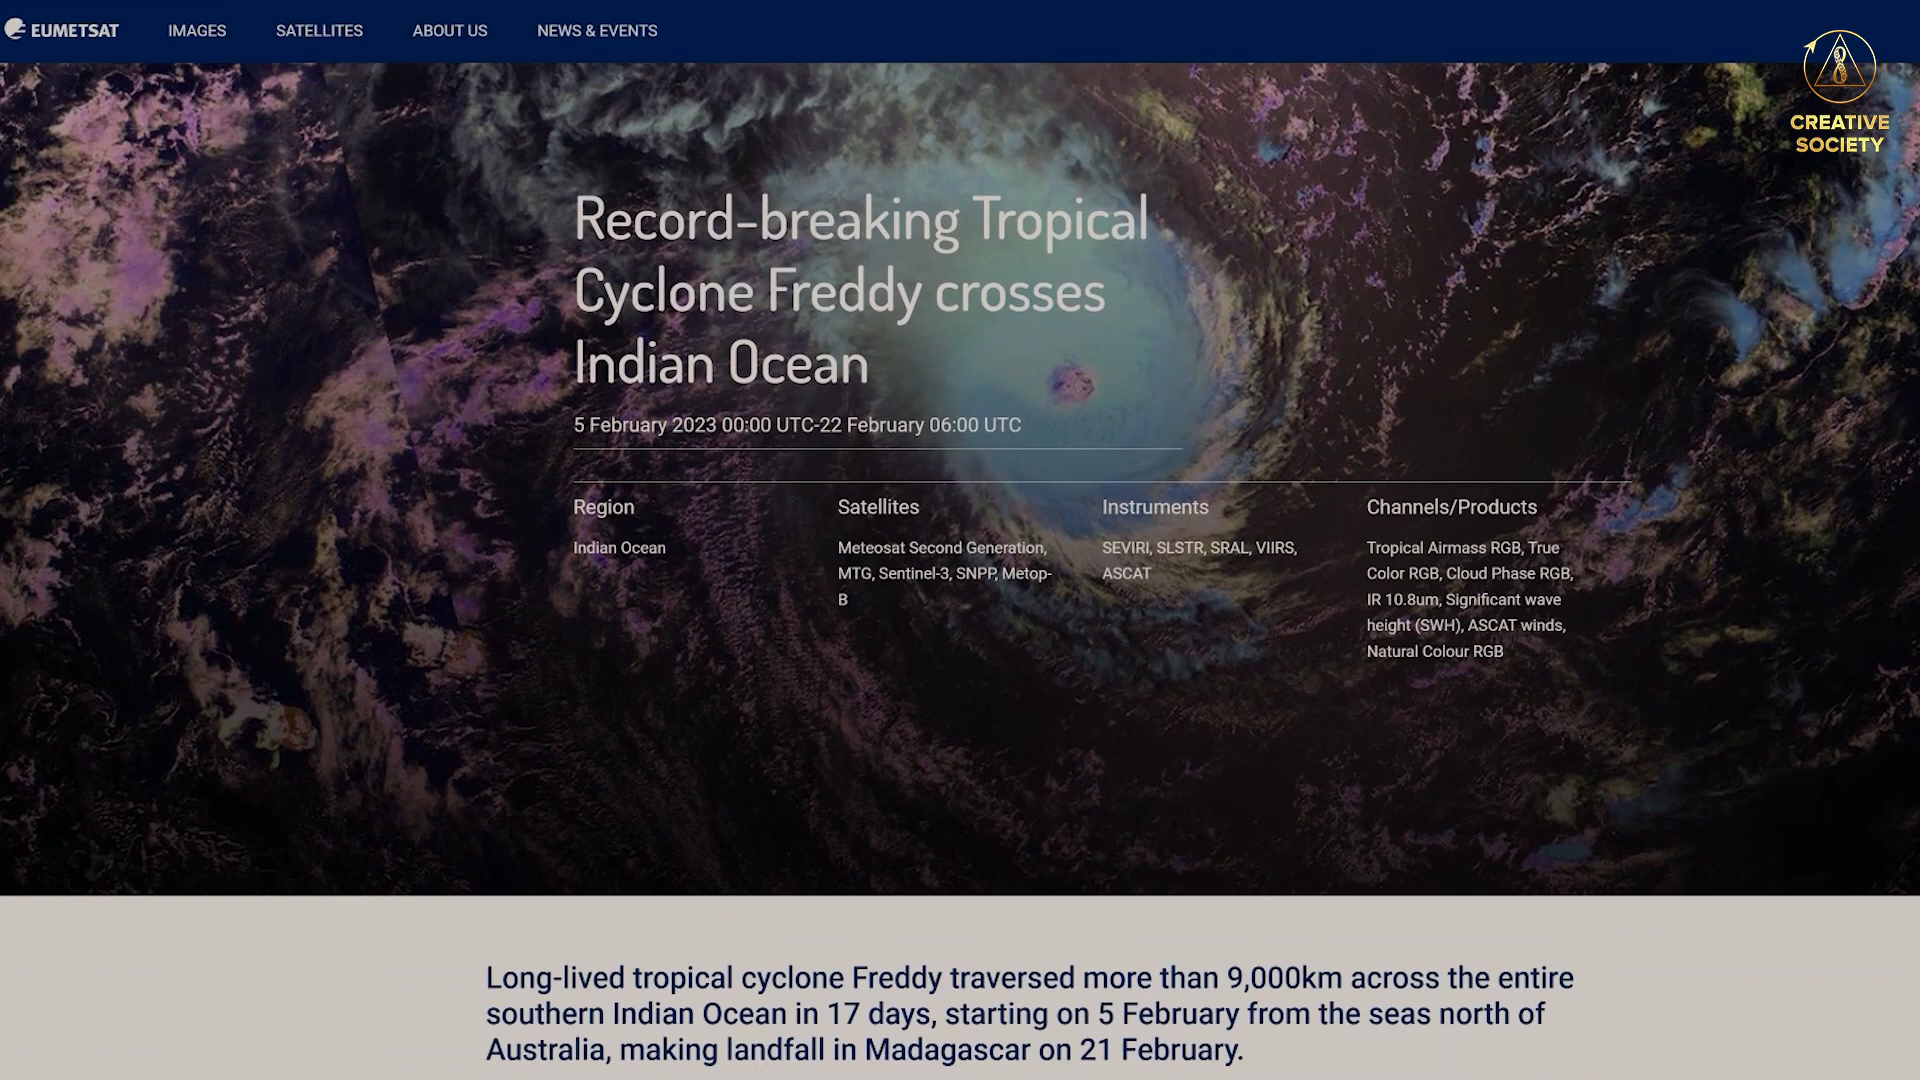 EUMETSAT IMAGES SATELLITES ABOUT US NEWS & EVENTS
CREATIVE
SOCIETY
Record-breaking Tropical
Cyclone Freddy crosses
Indian Ocean
5 February 2023 00:00 UTC-22 February 06:00 UTC
Region
Indian Ocean
Satellites
Meteosat Second Generation,
MTG, Sentinel-3, SNPP, Metop-
B
Instruments
SEVIRI, SLSTR, SRAL, VIIRS,
ASCAT
Channels/Products
Tropical Airmass RGB, True
Color RGB, Cloud Phase RGB,
IR 10.8um, Significant wave
height (SWH), ASCAT winds,
Natural Colour RGB
Long-lived tropical cyclone Freddy traversed more than 9,000km across the entire
southern Indian Ocean in 17 days, starting on 5 February from the seas north of
Australia, making landfall in Madagascar on 21 February.